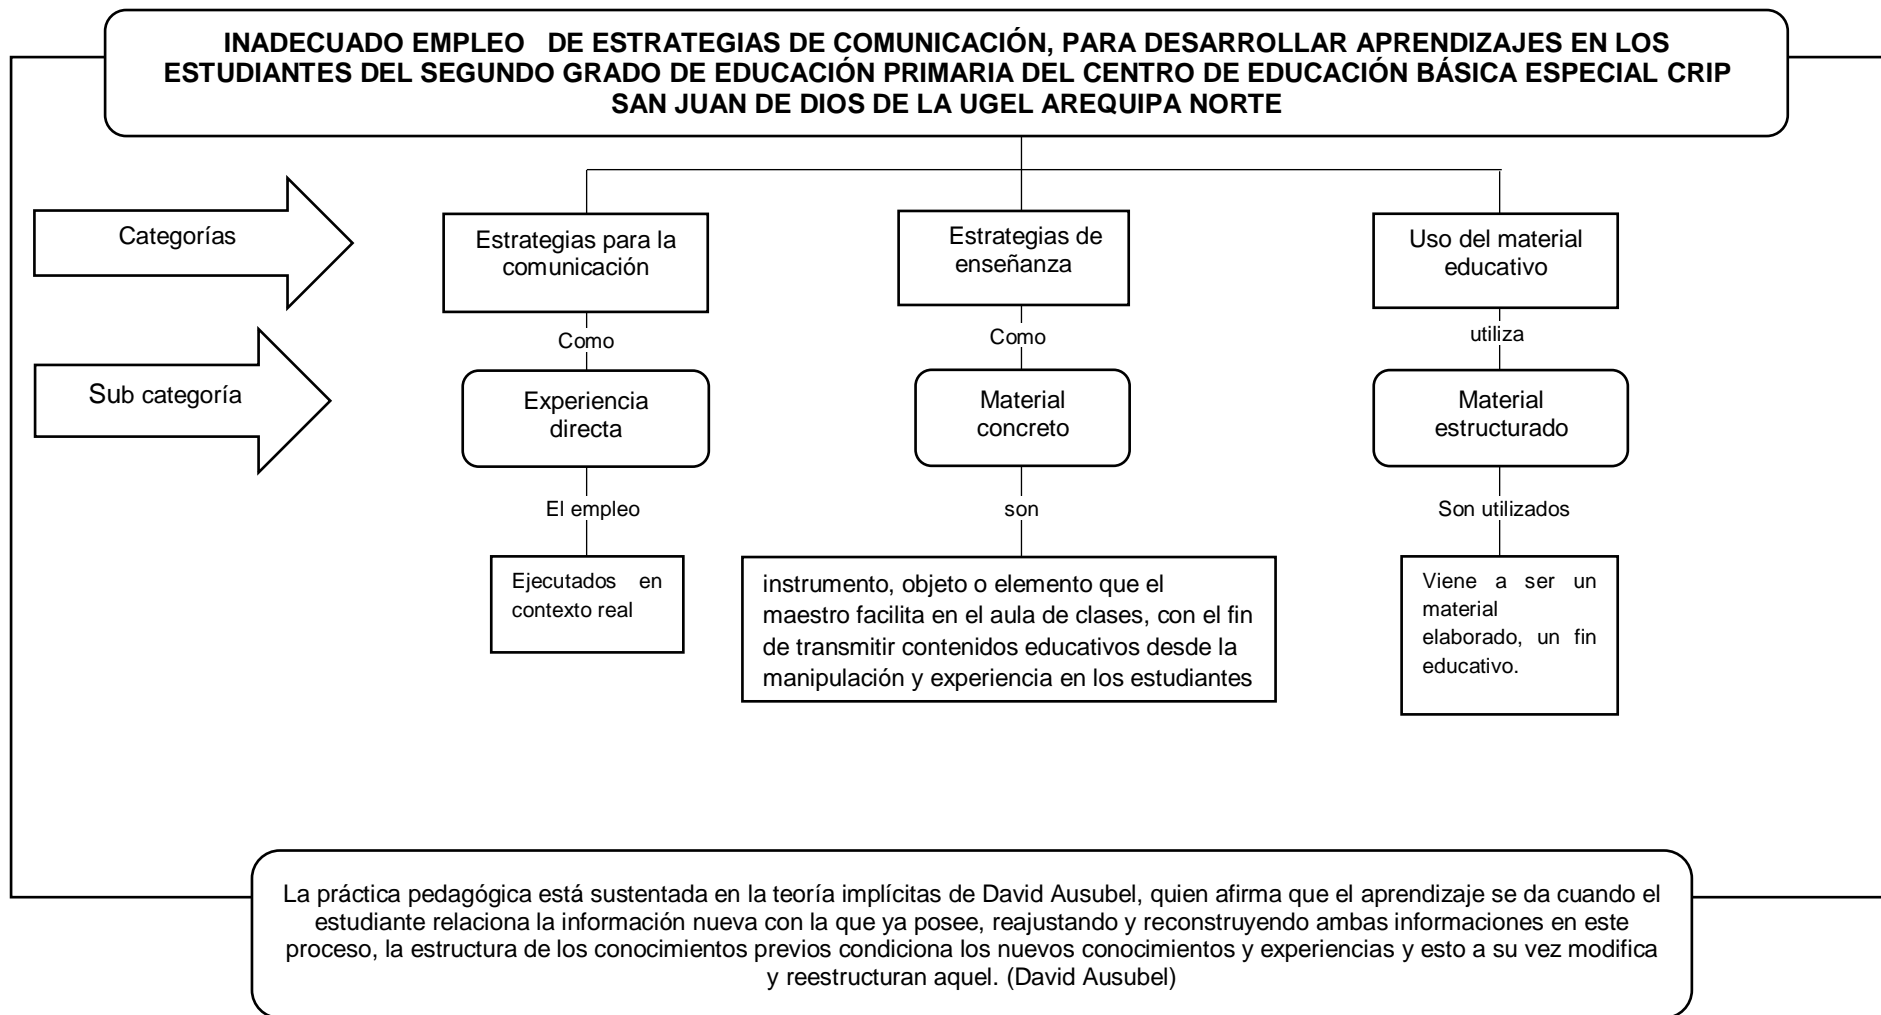 INADECUADO EMPLEO DE ESTRATEGIAS DE COMUNICACIÓN, PARA DESARROLLAR APRENDIZAJES EN LOS
ESTUDIANTES DEL SEGUNDO GRADO DE EDUCACIÓN PRIMARIA DEL CENTRO DE EDUCACIÓN BÁSICA ESPECIAL CRIP
SAN JUAN DE DIOS DE LA UGEL AREQUIPA NORTE
Categorías
Estrategias para la
comunicación
Estrategias de
enseñanza
Uso del material
educativo
Como
Como
utiliza
Sub categoría
Experiencia
directa
Material
concreto
Material
estructurado
El empleo
son
Son utilizados
Ejecutados en
contexto real
instrumento, objeto o elemento que el
maestro facilita en el aula de clases, con el fin
de transmitir contenidos educativos desde la
manipulación y experiencia en los estudiantes
Viene a ser un
material
elaborado, un fin
educativo.
La práctica pedagógica está sustentada en la teoría implícitas de David Ausubel, quien afirma que el aprendizaje se da cuando el
estudiante relaciona la información nueva con la que ya posee, reajustando y reconstruyendo ambas informaciones en este
proceso, la estructura de los conocimientos previos condiciona los nuevos conocimientos y experiencias y esto a su vez modifica
y reestructuran aquel. (David Ausubel)